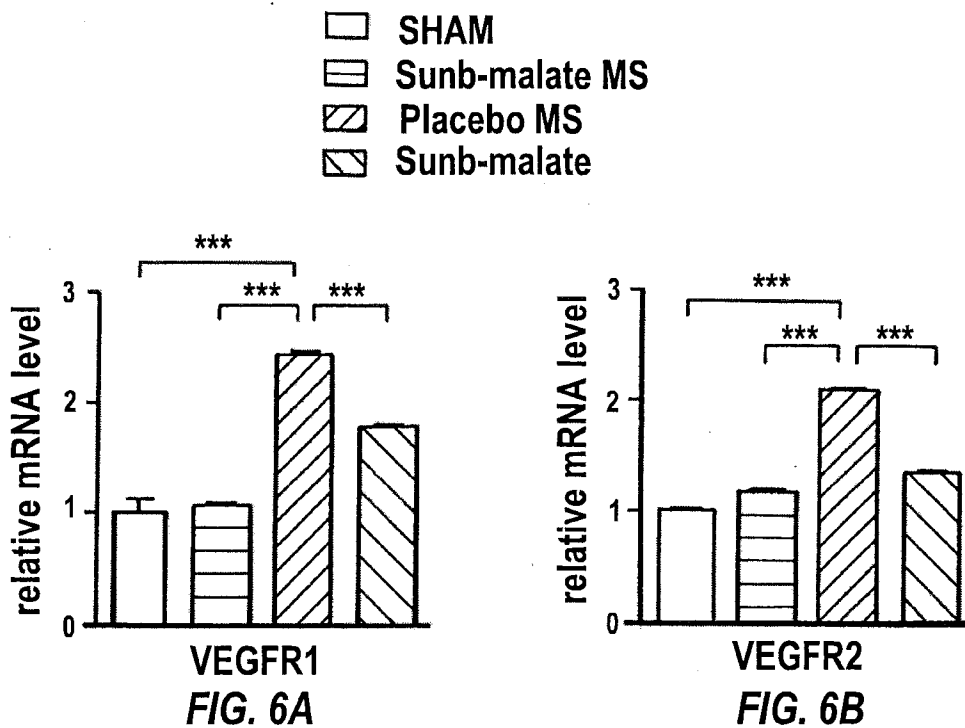 SHAM
Sunb-malate MS
Placebo MS
Sunb-malate
***
*** ***
3
2
1
0
relative mRNA level
VEGFR1
FIG. 6A
***
*** ***
3
2
1
0
relative mRNA level
VEGFR2
FIG. 6B